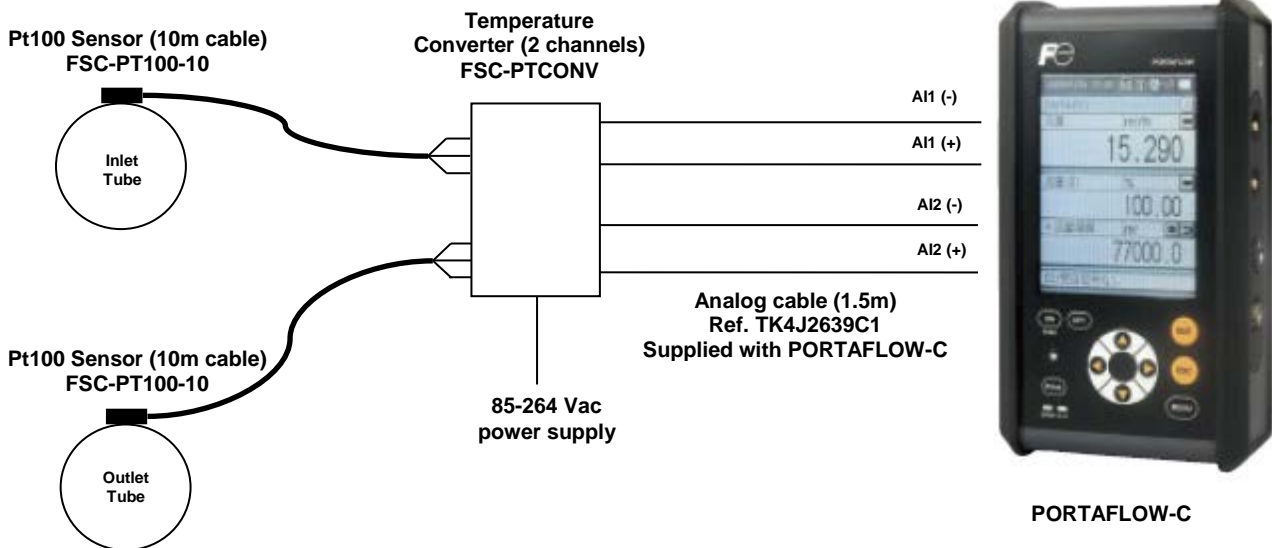 Pt100 Sensor (10m cable)
FSC-PT100-10
Inlet
Tube
Temperature
Converter (2 channels)
FSC-PTCONV
AI1 (-)
AI1 (+)
AI2 (-)
AI2 (+)
Analog cable (1.5m)
Ref. TK4J2639C1
Supplied with PORTAFLOW-C
85-264 Vac
power supply
Pt100 Sensor (10m cable)
FSC-PT100-10
Outlet
Tube
15.290
100.00
77000.0
ESC
MENU
PORTAFLOW-C